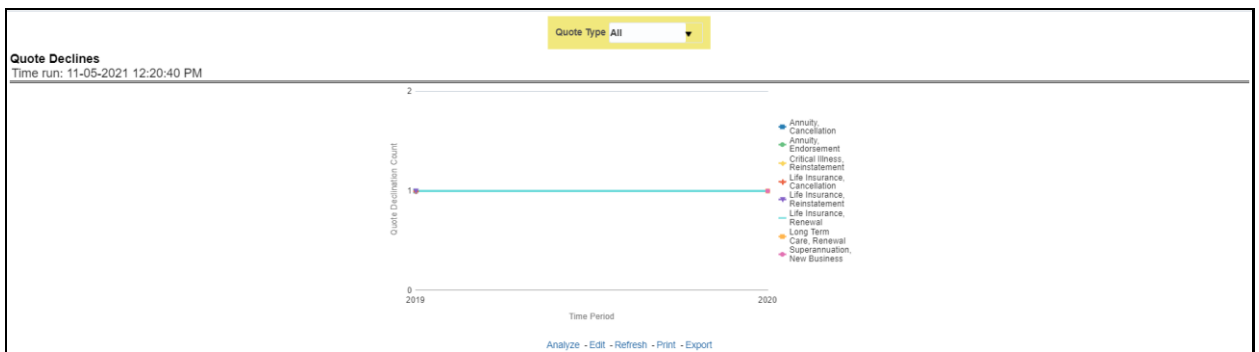 Quote Type All
Quote Declines
Time run: 11-05-2021 12:20:40 PM
2
1
0
Quote Declination Count
2019
2020
Time Period
Annuity,
Cancellation
Annuity,
Endorsement
Critical Illness,
Reinstatement
Life Insurance,
Cancellation
Life Insurance,
Reinstatement
Life Insurance,
Renewal
Long Term
Care, Renewal
Superannuation,
New Business
Analyze - Edit - Refresh - Print - Export